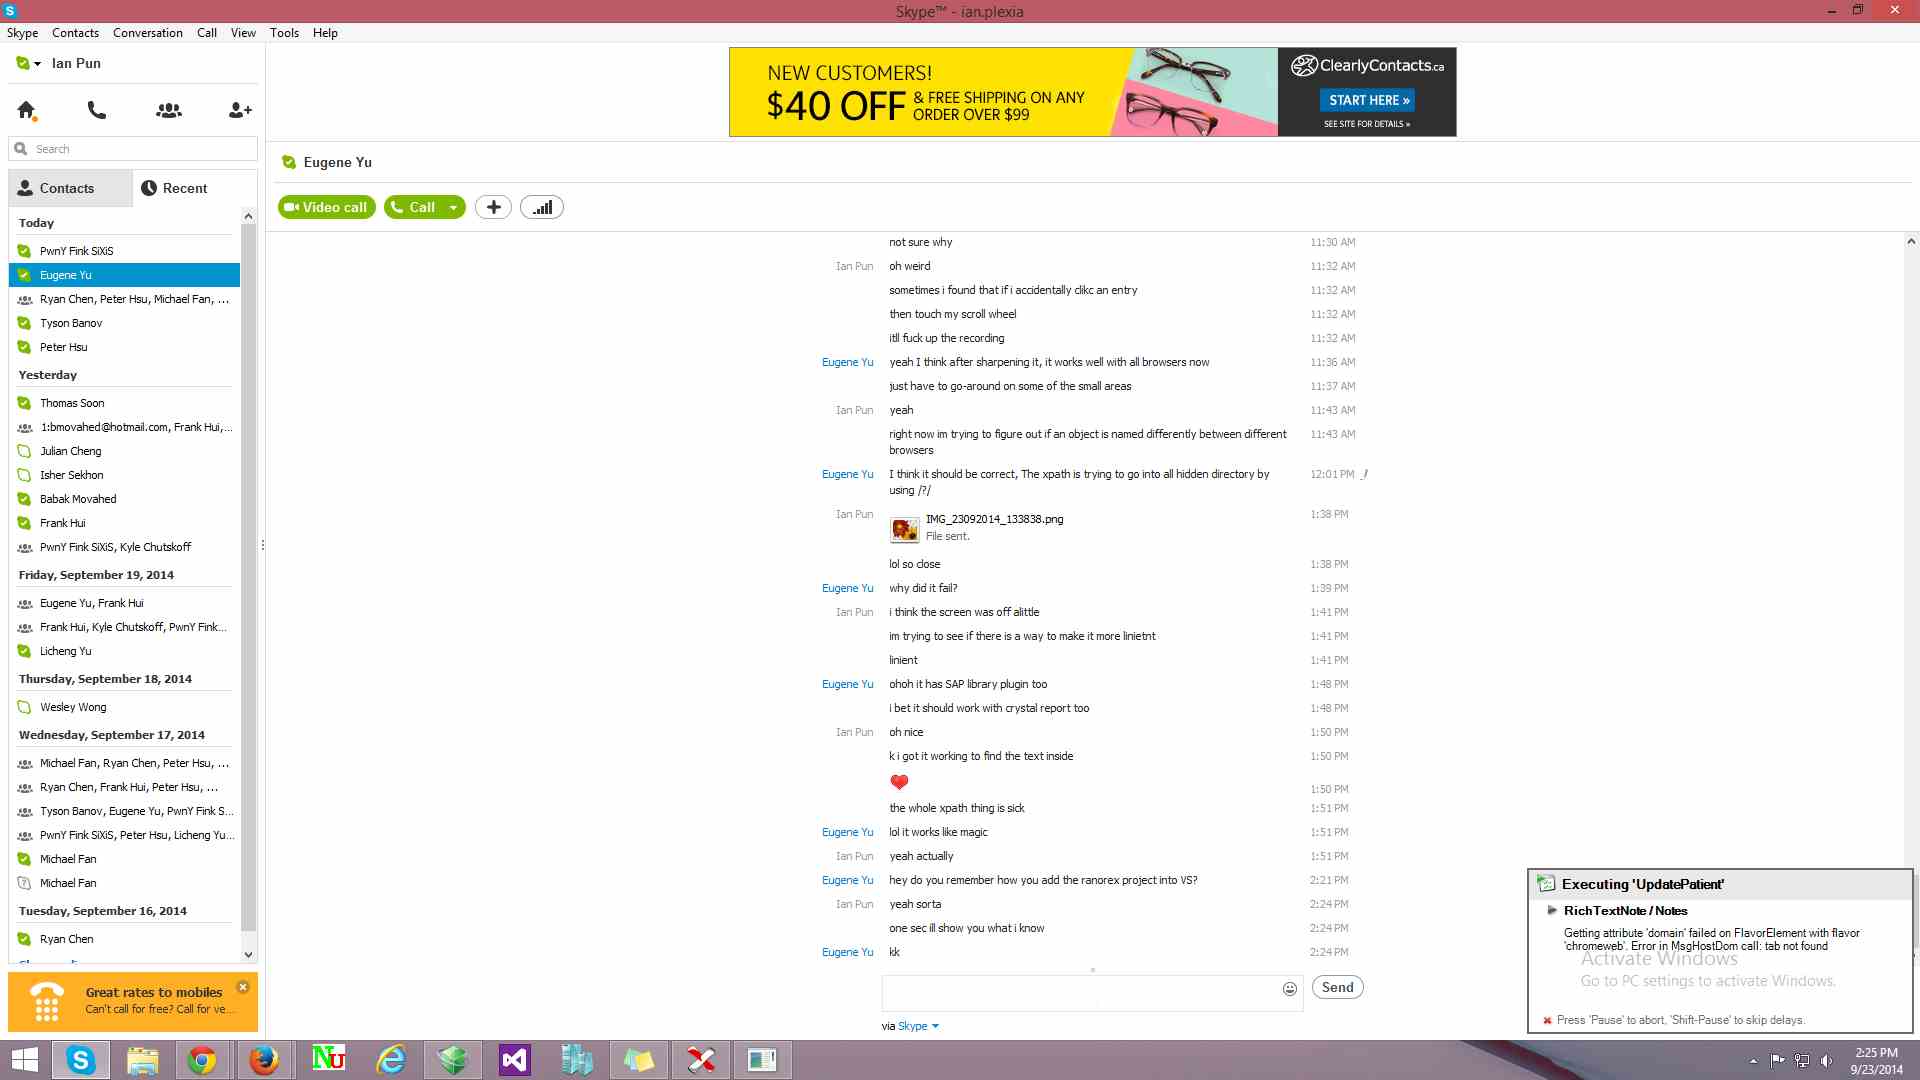 Skype™ - ian.plexia
Skype Contacts Conversation Call View Tools Help
Ian Pun
Search
Contacts Recent
Today
PwnY Fink SiXiS
Eugene Yu
Ryan Chen, Peter Hsu, Michael Fan, ...
Tyson Banov
Peter Hsu
Yesterday
Thomas Soon
1:bmovahed@hotmail.com, Frank Hui,...
Julian Cheng
Isher Sekhon
Babak Movahed
Frank Hui
PwnY Fink SiXiS, Kyle Chutskoff
Friday, September 19, 2014
Eugene Yu, Frank Hui
Frank Hui, Kyle Chutskoff, PwnY Fink...
Licheng Yu
Thursday, September 18, 2014
Wesley Wong
Wednesday, September 17, 2014
Michael Fan, Ryan Chen, Peter Hsu, ...
Ryan Chen, Frank Hui, Peter Hsu, ...
Tyson Banov, Eugene Yu, PwnY Fink S...
PwnY Fink SiXiS, Peter Hsu, Licheng Yu...
Michael Fan
Michael Fan
Tuesday, September 16, 2014
Ryan Chen
Great rates to mobiles
Can't call for free? Call for ve...
NEW CUSTOMERS!
$40 OFF & FREE SHIPPING ON ANY ORDER OVER $99
ClearlyContacts.ca
START HERE »
SEE SITE FOR DETAILS »
Eugene Yu
Video call Call
not sure why 11:30 AM
Ian Pun oh weird 11:32 AM
sometimes i found that if i accidentally clikc an entry 11:32 AM
then touch my scroll wheel 11:32 AM
itll fuck up the recording 11:32 AM
Eugene Yu yeah I think after sharpening it, it works well with all browsers now 11:36 AM
just have to go-around on some of the small areas 11:37 AM
Ian Pun yeah 11:43 AM
right now im trying to figure out if an object is named differently between different 11:43 AM
browsers
Eugene Yu I think it should be correct, The xpath is trying to go into all hidden directory by 12:01 PM
using /?/
Ian Pun IMG_23092014_133838.png 1:38 PM
File sent.
lol so close 1:38 PM
Eugene Yu why did it fail? 1:39 PM
Ian Pun i think the screen was off alittle 1:41 PM
im trying to see if there is a way to make it more linietnt 1:41 PM
linient 1:41 PM
Eugene Yu ohoh it has SAP library plugin too 1:48 PM
i bet it should work with crystal report too 1:48 PM
Ian Pun oh nice 1:50 PM
k i got it working to find the text inside 1:50 PM
1:50 PM
the whole xpath thing is sick 1:51 PM
Eugene Yu lol it works like magic 1:51 PM
Ian Pun yeah actually 1:51 PM
Eugene Yu hey do you remember how you add the ranorex project into VS? 2:21 PM
Ian Pun yeah sorta 2:24 PM
one sec ill show you what i know 2:24 PM
Eugene Yu kk 2:24 PM
Send
via Skype
Executing 'UpdatePatient'
RichTextNote / Notes
Getting attribute 'domain' failed on FlavorElement with flavor
'chromeweb'. Error in MsgHostDom call: tab not found
Activate Windows
Go to PC settings to activate Windows.
Press 'Pause' to abort, 'Shift-Pause' to skip delays.
Nu
2:25 PM
9/23/2014